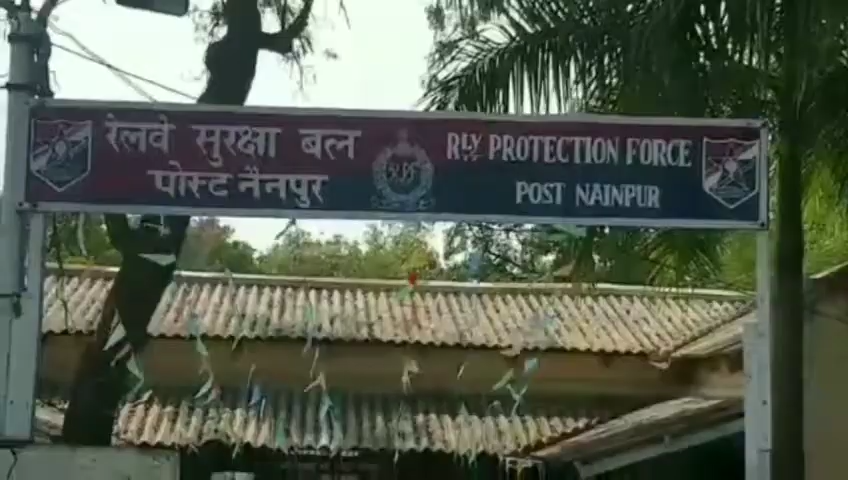 रेलवे सुरक्षा बल
पोस्ट नैनपुर
RLY PROTECTION FORCE
POST NAINPUR